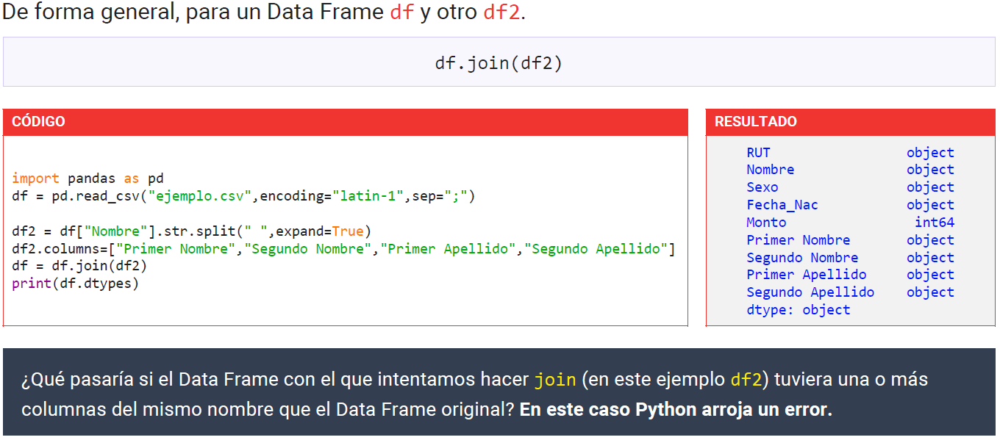 De forma general, para un Data Frame df y otro df2.
df.join(df2)
CÓDIGO
import pandas as pd
df = pd.read_csv("ejemplo.csv",encoding="latin-1",sep=";")
df2 = df["Nombre"].str.split(" ",expand=True)
df2.columns=["Primer Nombre","Segundo Nombre","Primer Apellido","Segundo Apellido"]
df = df.join(df2)
print(df.dtypes)
RESULTADO
RUT object
Nombre object
Sexo object
Fecha_Nac object
Monto int64
Primer Nombre object
Segundo Nombre object
Primer Apellido object
Segundo Apellido object
dtype: object
¿Qué pasaría si el Data Frame con el que intentamos hacer join (en este ejemplo df2) tuviera una o más
columnas del mismo nombre que el Data Frame original? En este caso Python arroja un error.